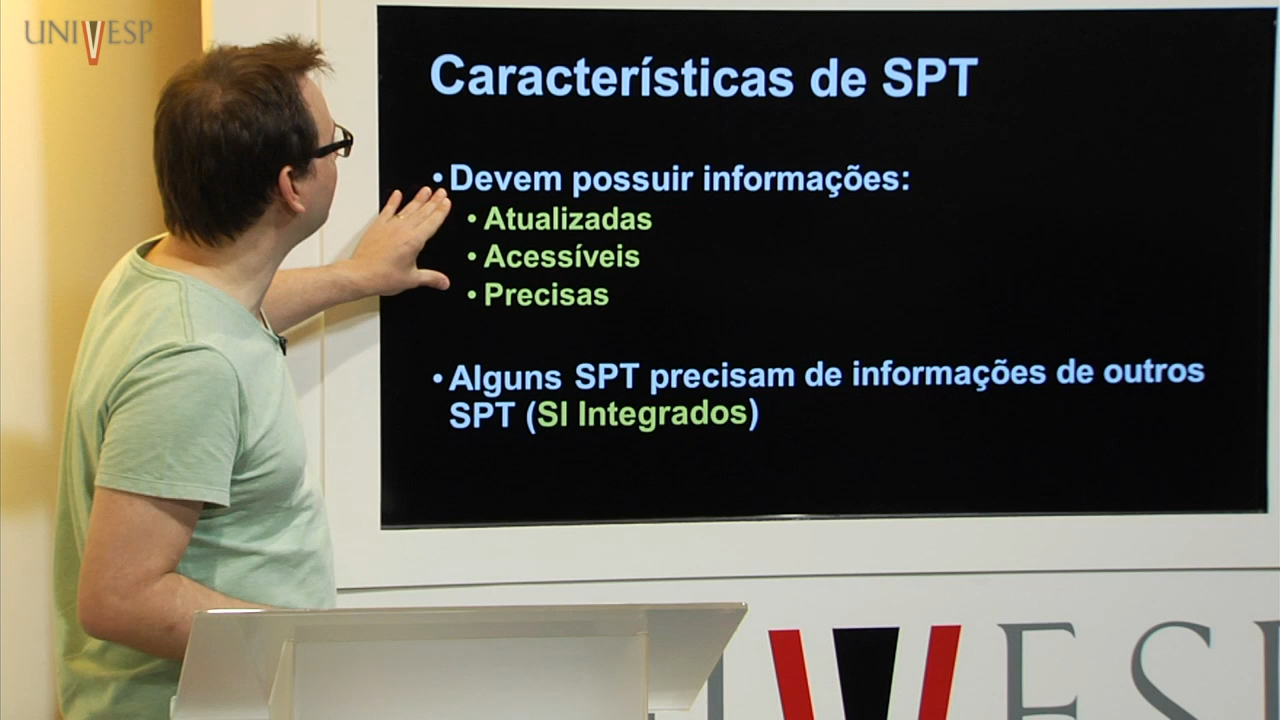 UNIVESP
Características de SPT
• Devem possuir informações:
• Atualizadas
• Acessíveis
• Precisas
• Alguns SPT precisam de informações de outros
SPT (SI Integrados)
VES